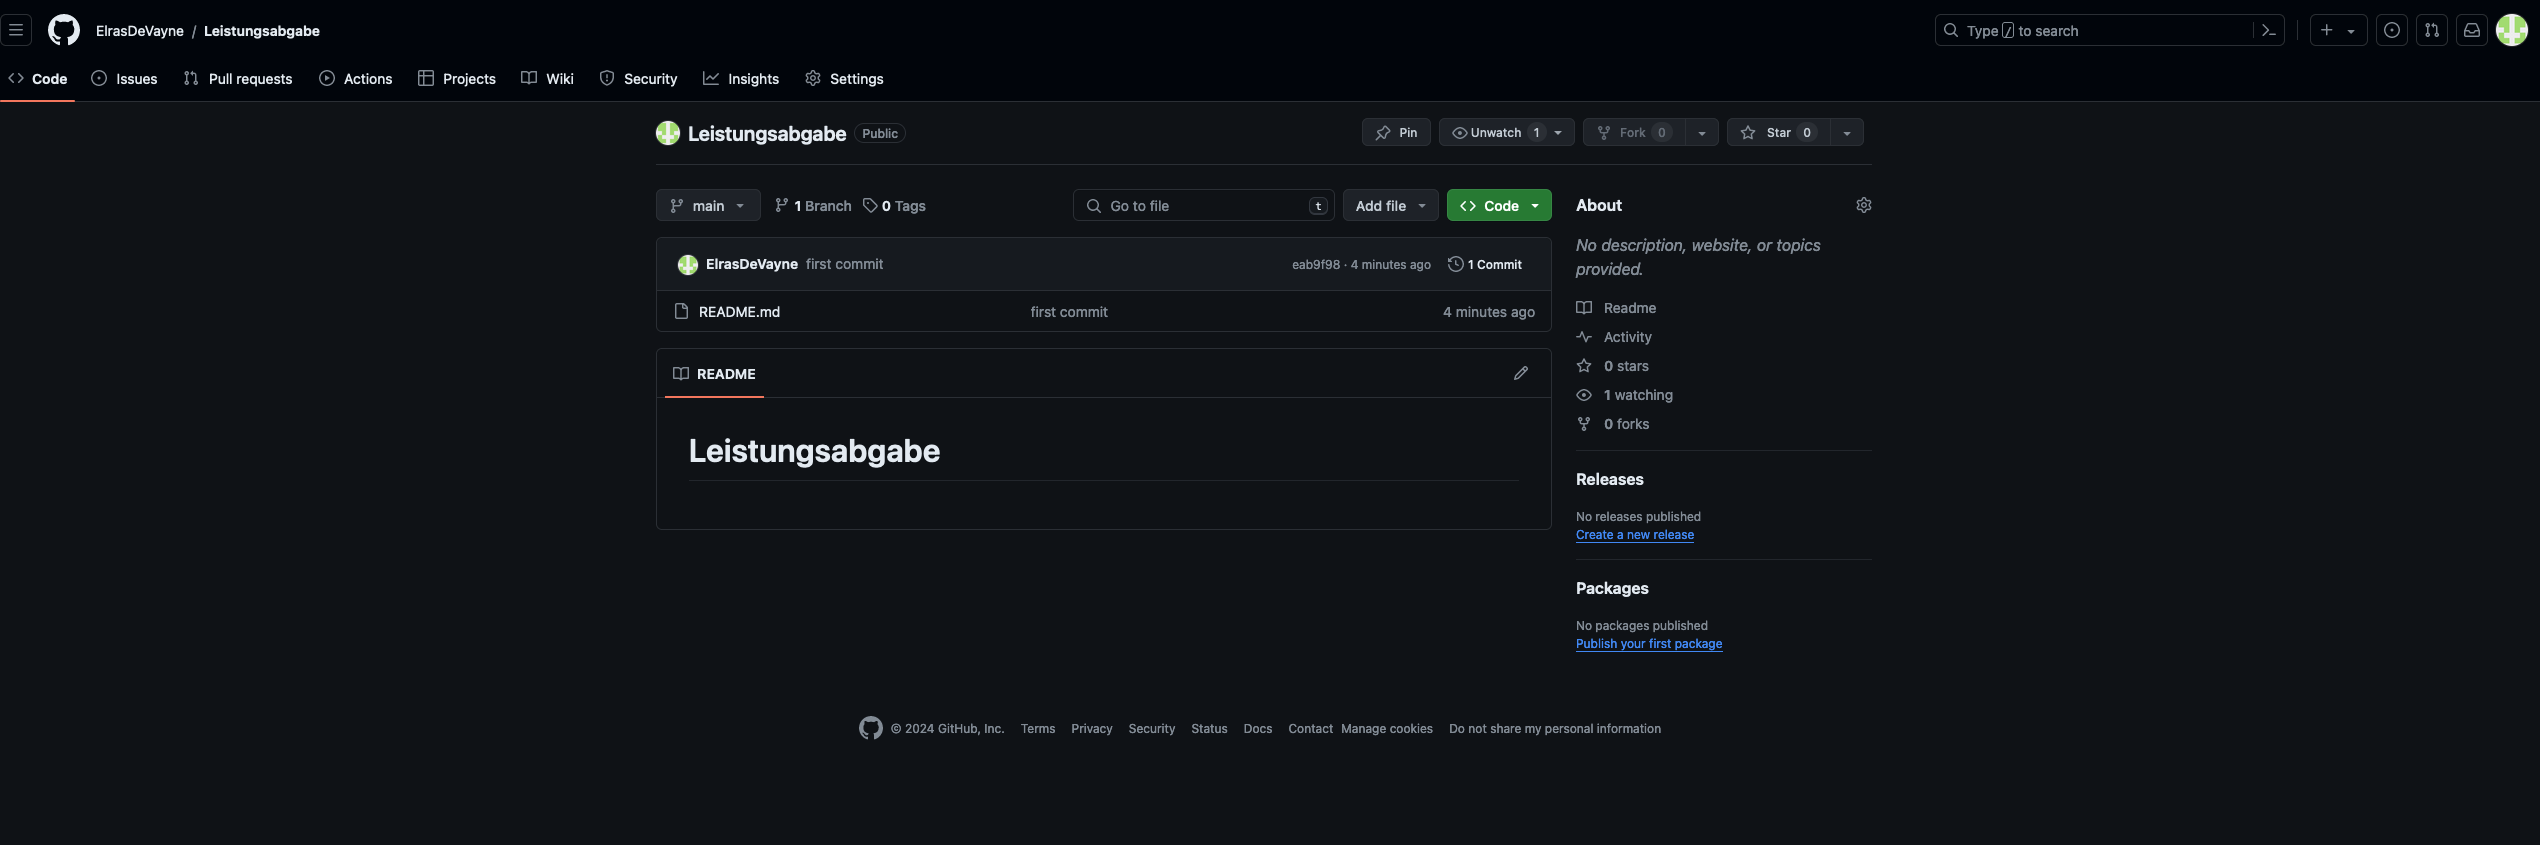 ElrasDeVayne / Leistungsabgabe
Type / to search
Code Issues Pull requests Actions Projects Wiki Security Insights Settings
Leistungsabgabe Public
Pin Unwatch 1 Fork 0 Star 0
main 1 Branch 0 Tags
Go to file t Add file Code
ElrasDeVayne first commit eab9f98 · 4 minutes ago 1 Commit
README.md first commit 4 minutes ago
README
Leistungsabgabe
About
No description, website, or topics
provided.
Readme
Activity
0 stars
1 watching
0 forks
Releases
No releases published
Create a new release
Packages
No packages published
Publish your first package
© 2024 GitHub, Inc. Terms Privacy Security Status Docs Contact Manage cookies Do not share my personal information